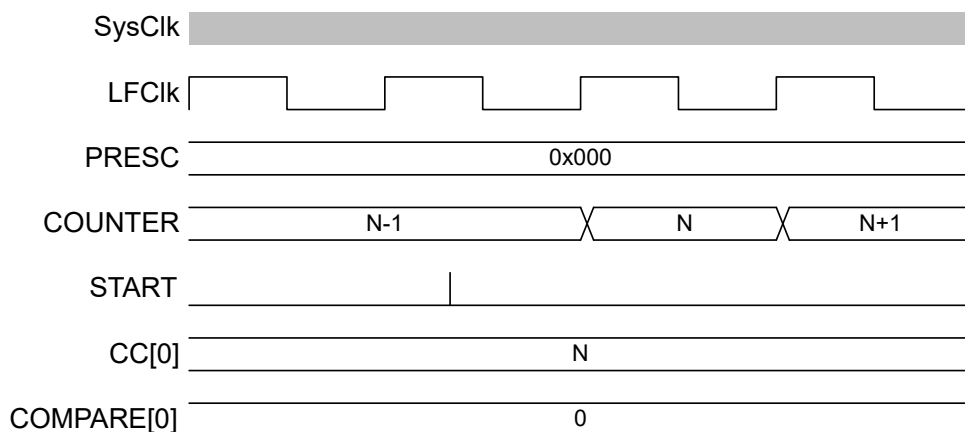 SysClk
LFClk
PRESC 0x000
COUNTER N-1 N N+1
START
CC[0] N
COMPARE[0] 0